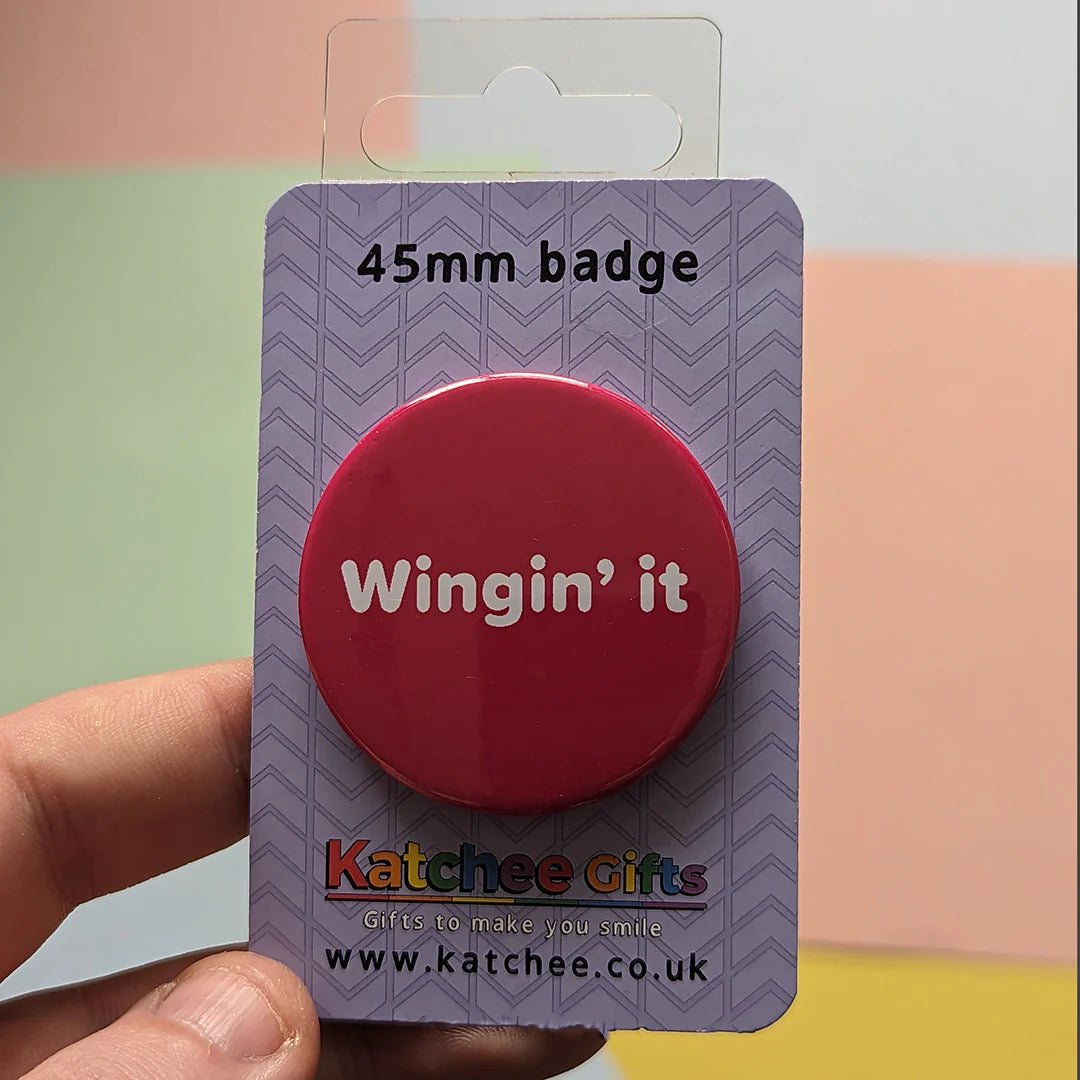 45mm badge
Wingin’ it
Katchee Gifts
Gifts to make you smile
www.katchee.co.uk